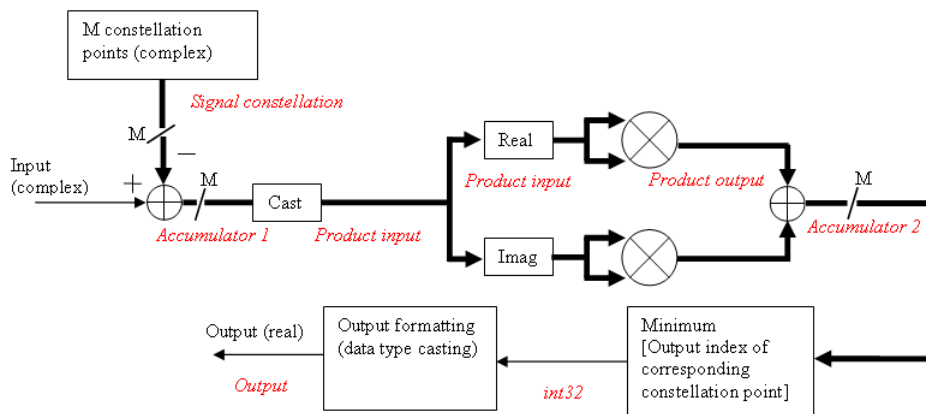 M constellation
points (complex)
Signal constellation
M
−
Input
(complex)
+
M
Accumulator 1
Cast
Product input
Real
Product input
Product output
Imag
M
Accumulator 2
Output (real)
Output
Output formatting
(data type casting)
int32
Minimum
[Output index of
corresponding
constellation point]